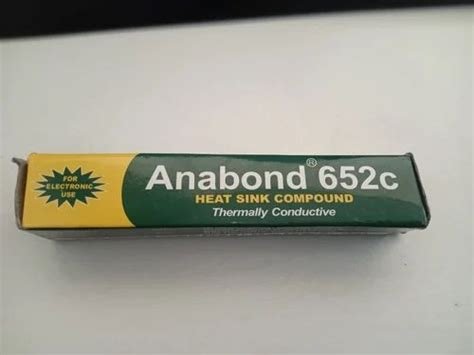 FOR
ELECTRONIC
USE
Anabond® 652c
HEAT SINK COMPOUND
Thermally Conductive